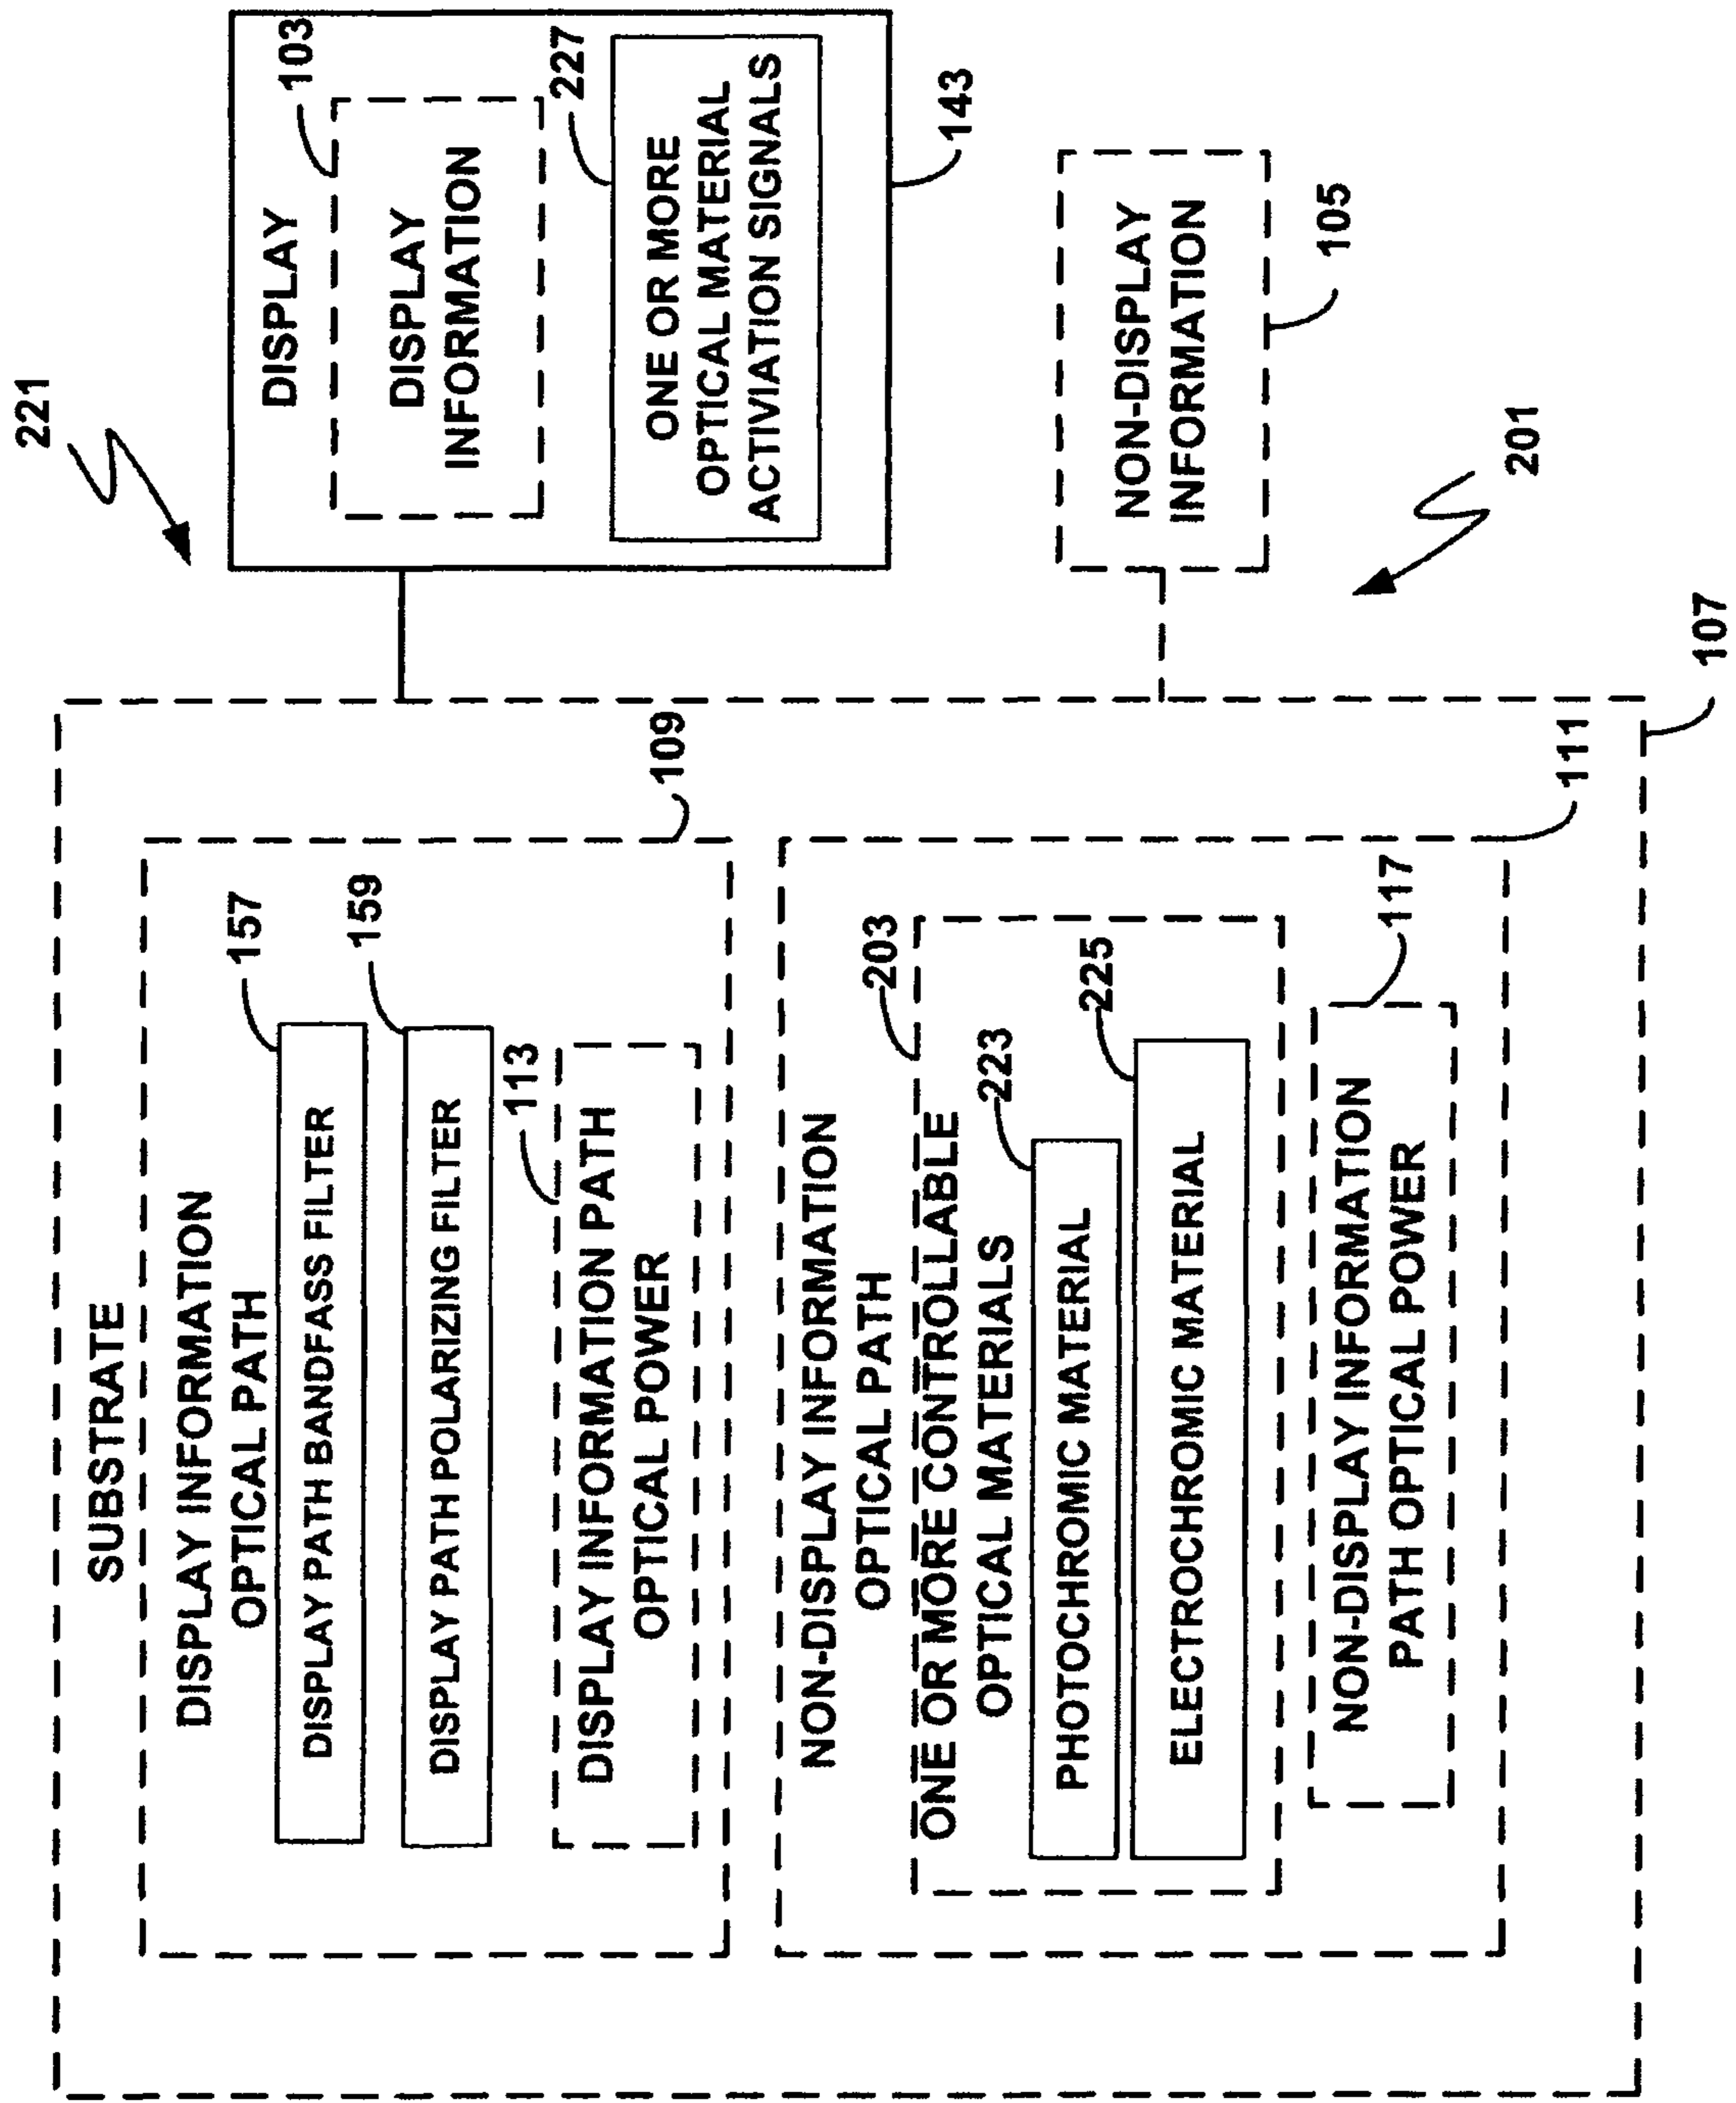 221
DISPLAY
103
DISPLAY
INFORMATION
227
ONE OR MORE
OPTICAL MATERIAL
ACTIVIATION SIGNALS
143
NON-DISPLAY
INFORMATION
105
201
SUBSTRATE
107
DISPLAY INFORMATION
OPTICAL PATH
109
157
DISPLAY PATH BANDFASS FILTER
159
DISPLAY PATH POLARIZING FILTER
113
DISPLAY INFORMATION PATH
OPTICAL POWER
NON-DISPLAY INFORMATION
OPTICAL PATH
111
203
ONE OR MORE CONTROLLABLE
OPTICAL MATERIALS
223
PHOTOCHROMIC MATERIAL
225
ELECTROCHROMIC MATERIAL
117
NON-DISPLAY INFORMATION
PATH OPTICAL POWER